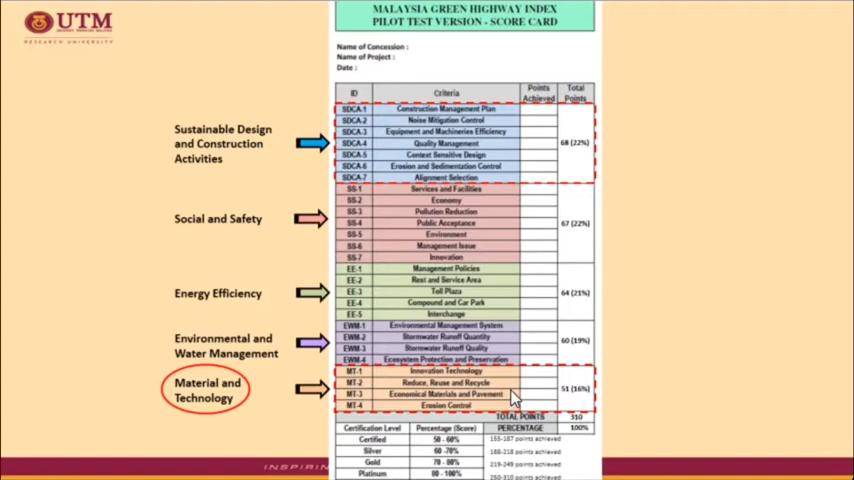 UTM
RESEARCH UNIVERSITY
MALAYSIA GREEN HIGHWAY INDEX
PILOT TEST VERSION - SCORE CARD
Name of Concession :
Name of Project :
Date :
ID Criteria Points Achieved Total Points
SDCA-1 Construction Management Plan
SDCA-2 Noise Mitigation Control
SDCA-3 Equipment and Machineries Efficiency
SDCA-4 Quality Management
SDCA-5 Context Sensitive Design
SDCA-6 Erosion and Sedimentation Control
SDCA-7 Alignment Selection
68 (22%)
SS-1 Services and Facilities
SS-2 Economy
SS-3 Pollution Reduction
SS-4 Public Acceptance
SS-5 Environment
SS-6 Management Issue
SS-7 Innovation
67 (22%)
EE-1 Management Policies
EE-2 Rest and Service Area
EE-3 Toll Plaza
EE-4 Compound and Car Park
EE-5 Interchange
64 (21%)
EWM-1 Environmental Management System
EWM-2 Stormwater Runoff Quantity
EWM-3 Stormwater Runoff Quality
EWM-4 Ecosystem Protection and Preservation
60 (19%)
MT-1 Innovation Technology
MT-2 Reduce, Reuse and Recycle
MT-3 Economical Materials and Pavement
MT-4 Erosion Control
51 (16%)
TOTAL POINTS 310
PERCENTAGE 100%
Certification Level Percentage (Score)
Certified 50 - 60% 155-187 points achieved
Silver 60 -70% 188-218 points achieved
Gold 70 - 80% 219-249 points achieved
Platinum 80 - 100% 250-310 points achieved
Sustainable Design
and Construction
Activities
Social and Safety
Energy Efficiency
Environmental and
Water Management
Material and
Technology
INSPIRIN